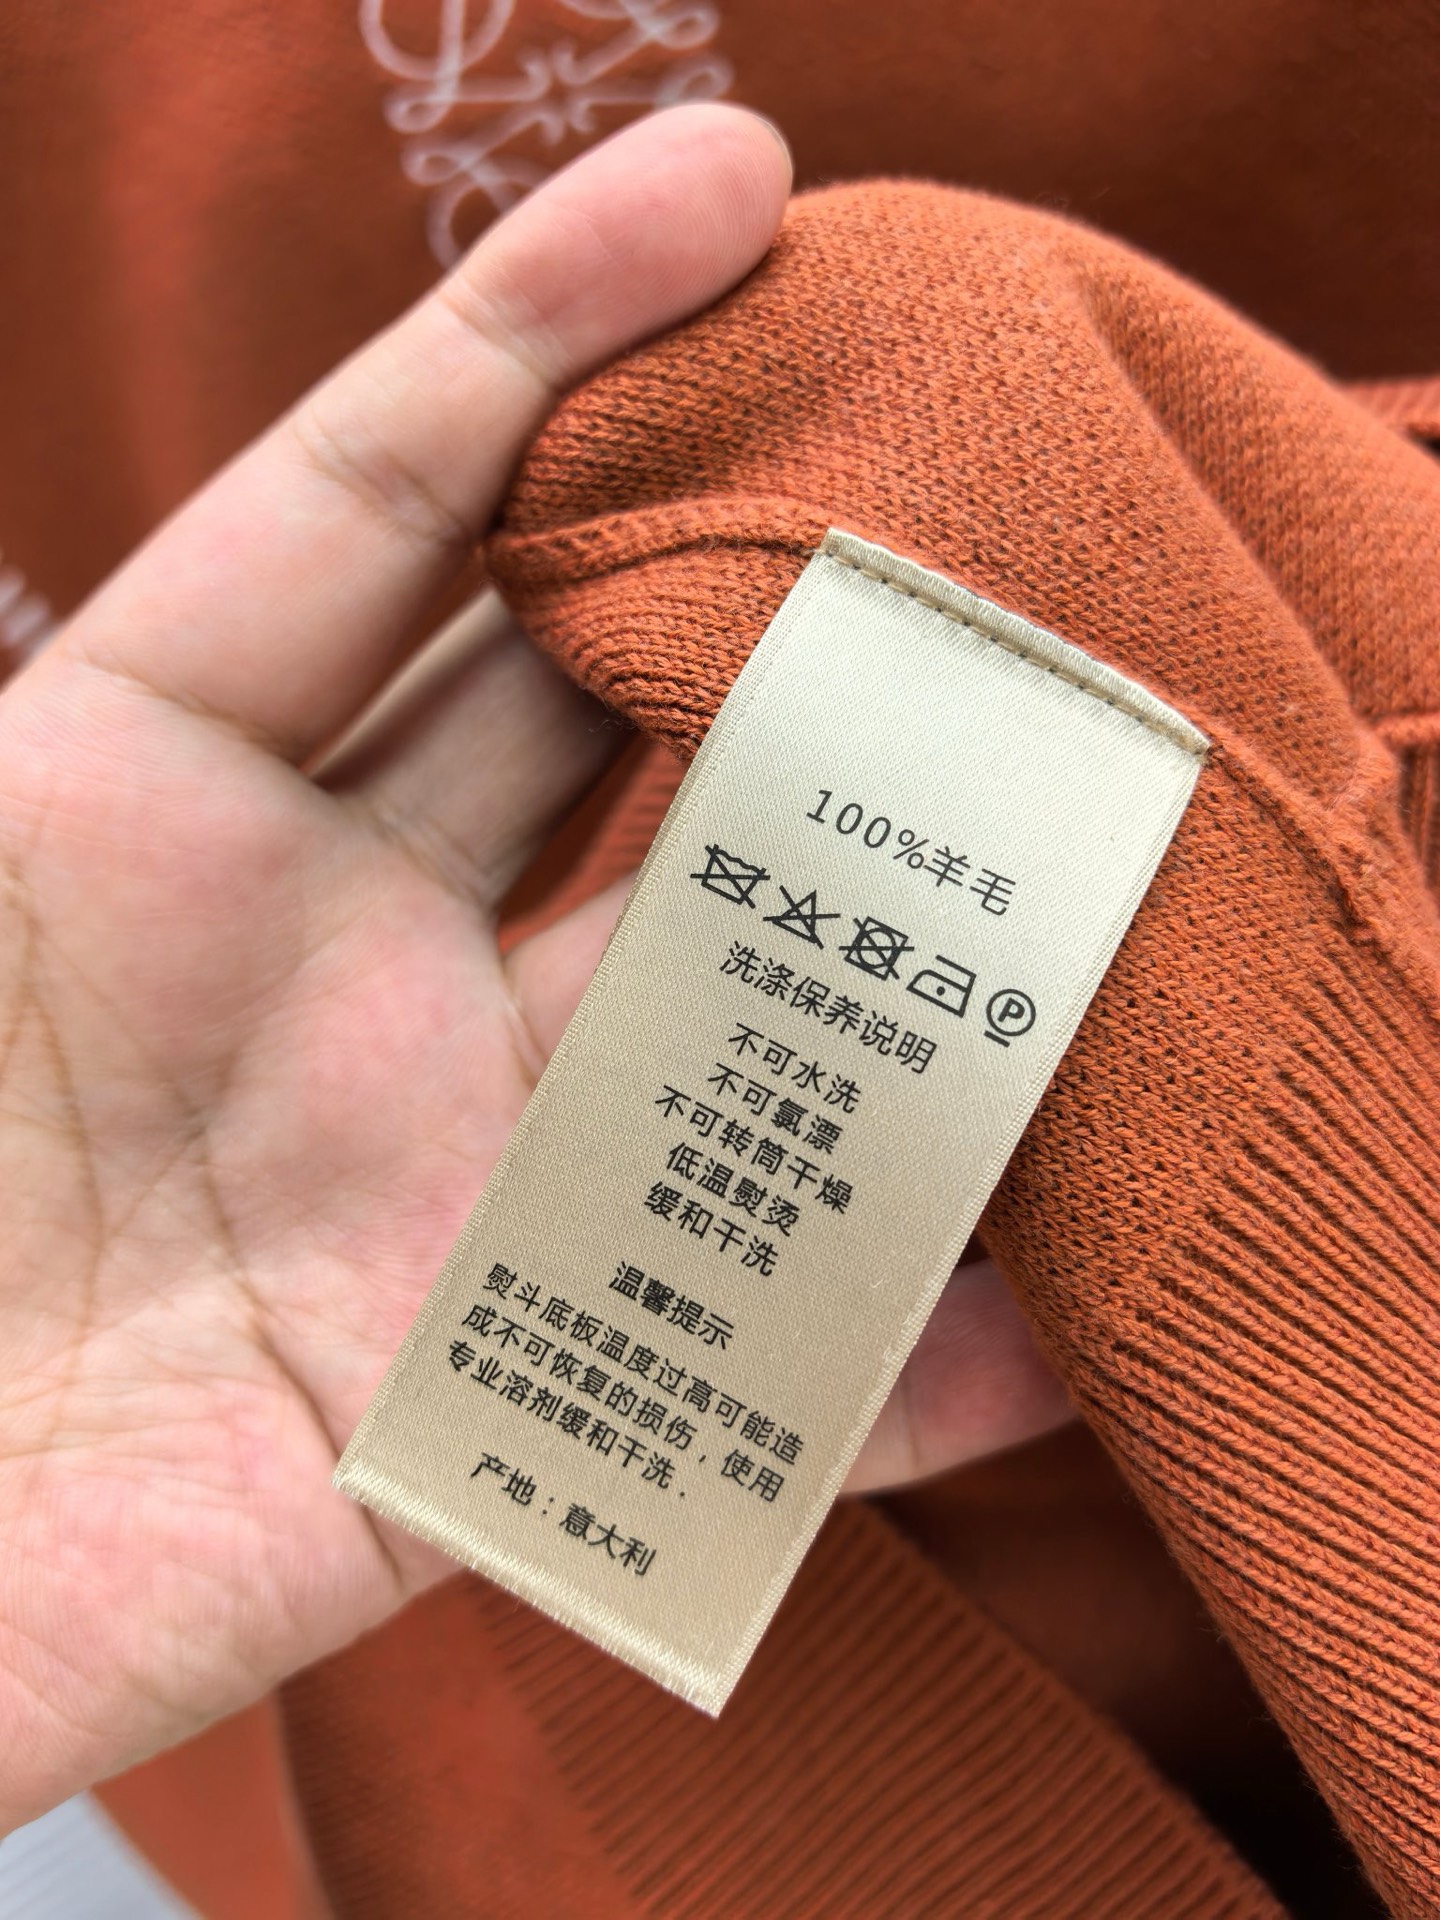 100%羊毛
P
洗涤保养说明
不可水洗
不可氯漂
不可转筒干燥
低温熨烫
缓和干洗
温馨提示
熨斗底板温度过高可能造
成不可恢复的损伤，使用
专业溶剂缓和干洗.
产地：意大利